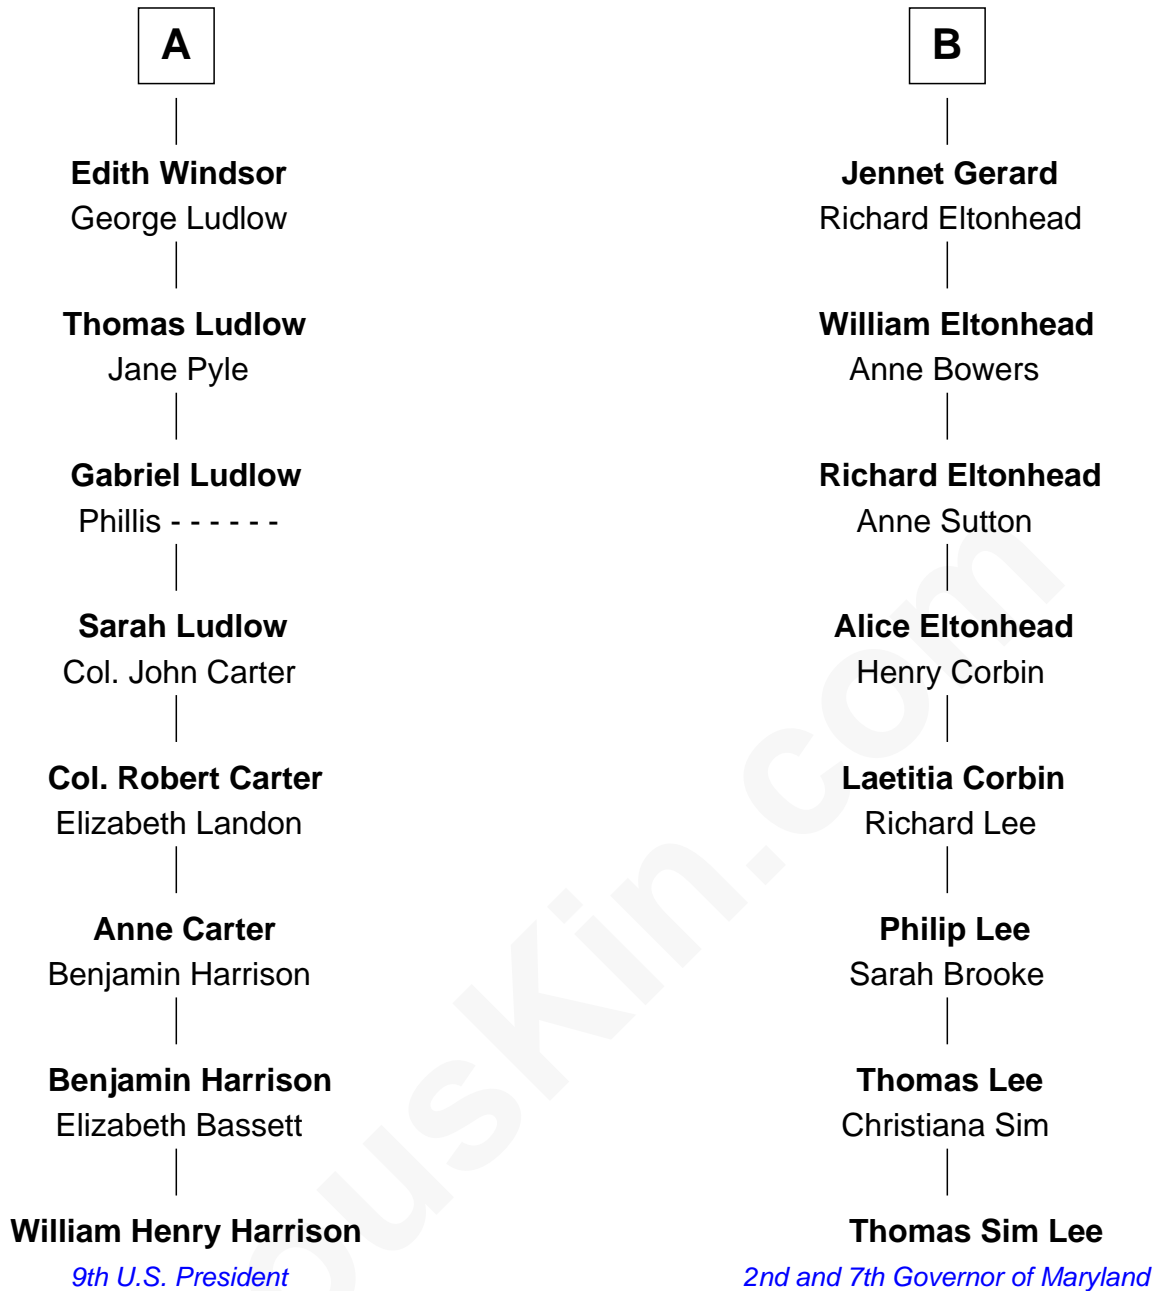 A
Edith Windsor
George Ludlow
Thomas Ludlow
Jane Pyle
Gabriel Ludlow
Phillis - - - - - -
Sarah Ludlow
Col. John Carter
Col. Robert Carter
Elizabeth Landon
Anne Carter
Benjamin Harrison
Benjamin Harrison
Elizabeth Bassett
William Henry Harrison
9th U.S. President
B
Jennet Gerard
Richard Eltonhead
William Eltonhead
Anne Bowers
Richard Eltonhead
Anne Sutton
Alice Eltonhead
Henry Corbin
Laetitia Corbin
Richard Lee
Philip Lee
Sarah Brooke
Thomas Lee
Christiana Sim
Thomas Sim Lee
2nd and 7th Governor of Maryland
ousKin.com